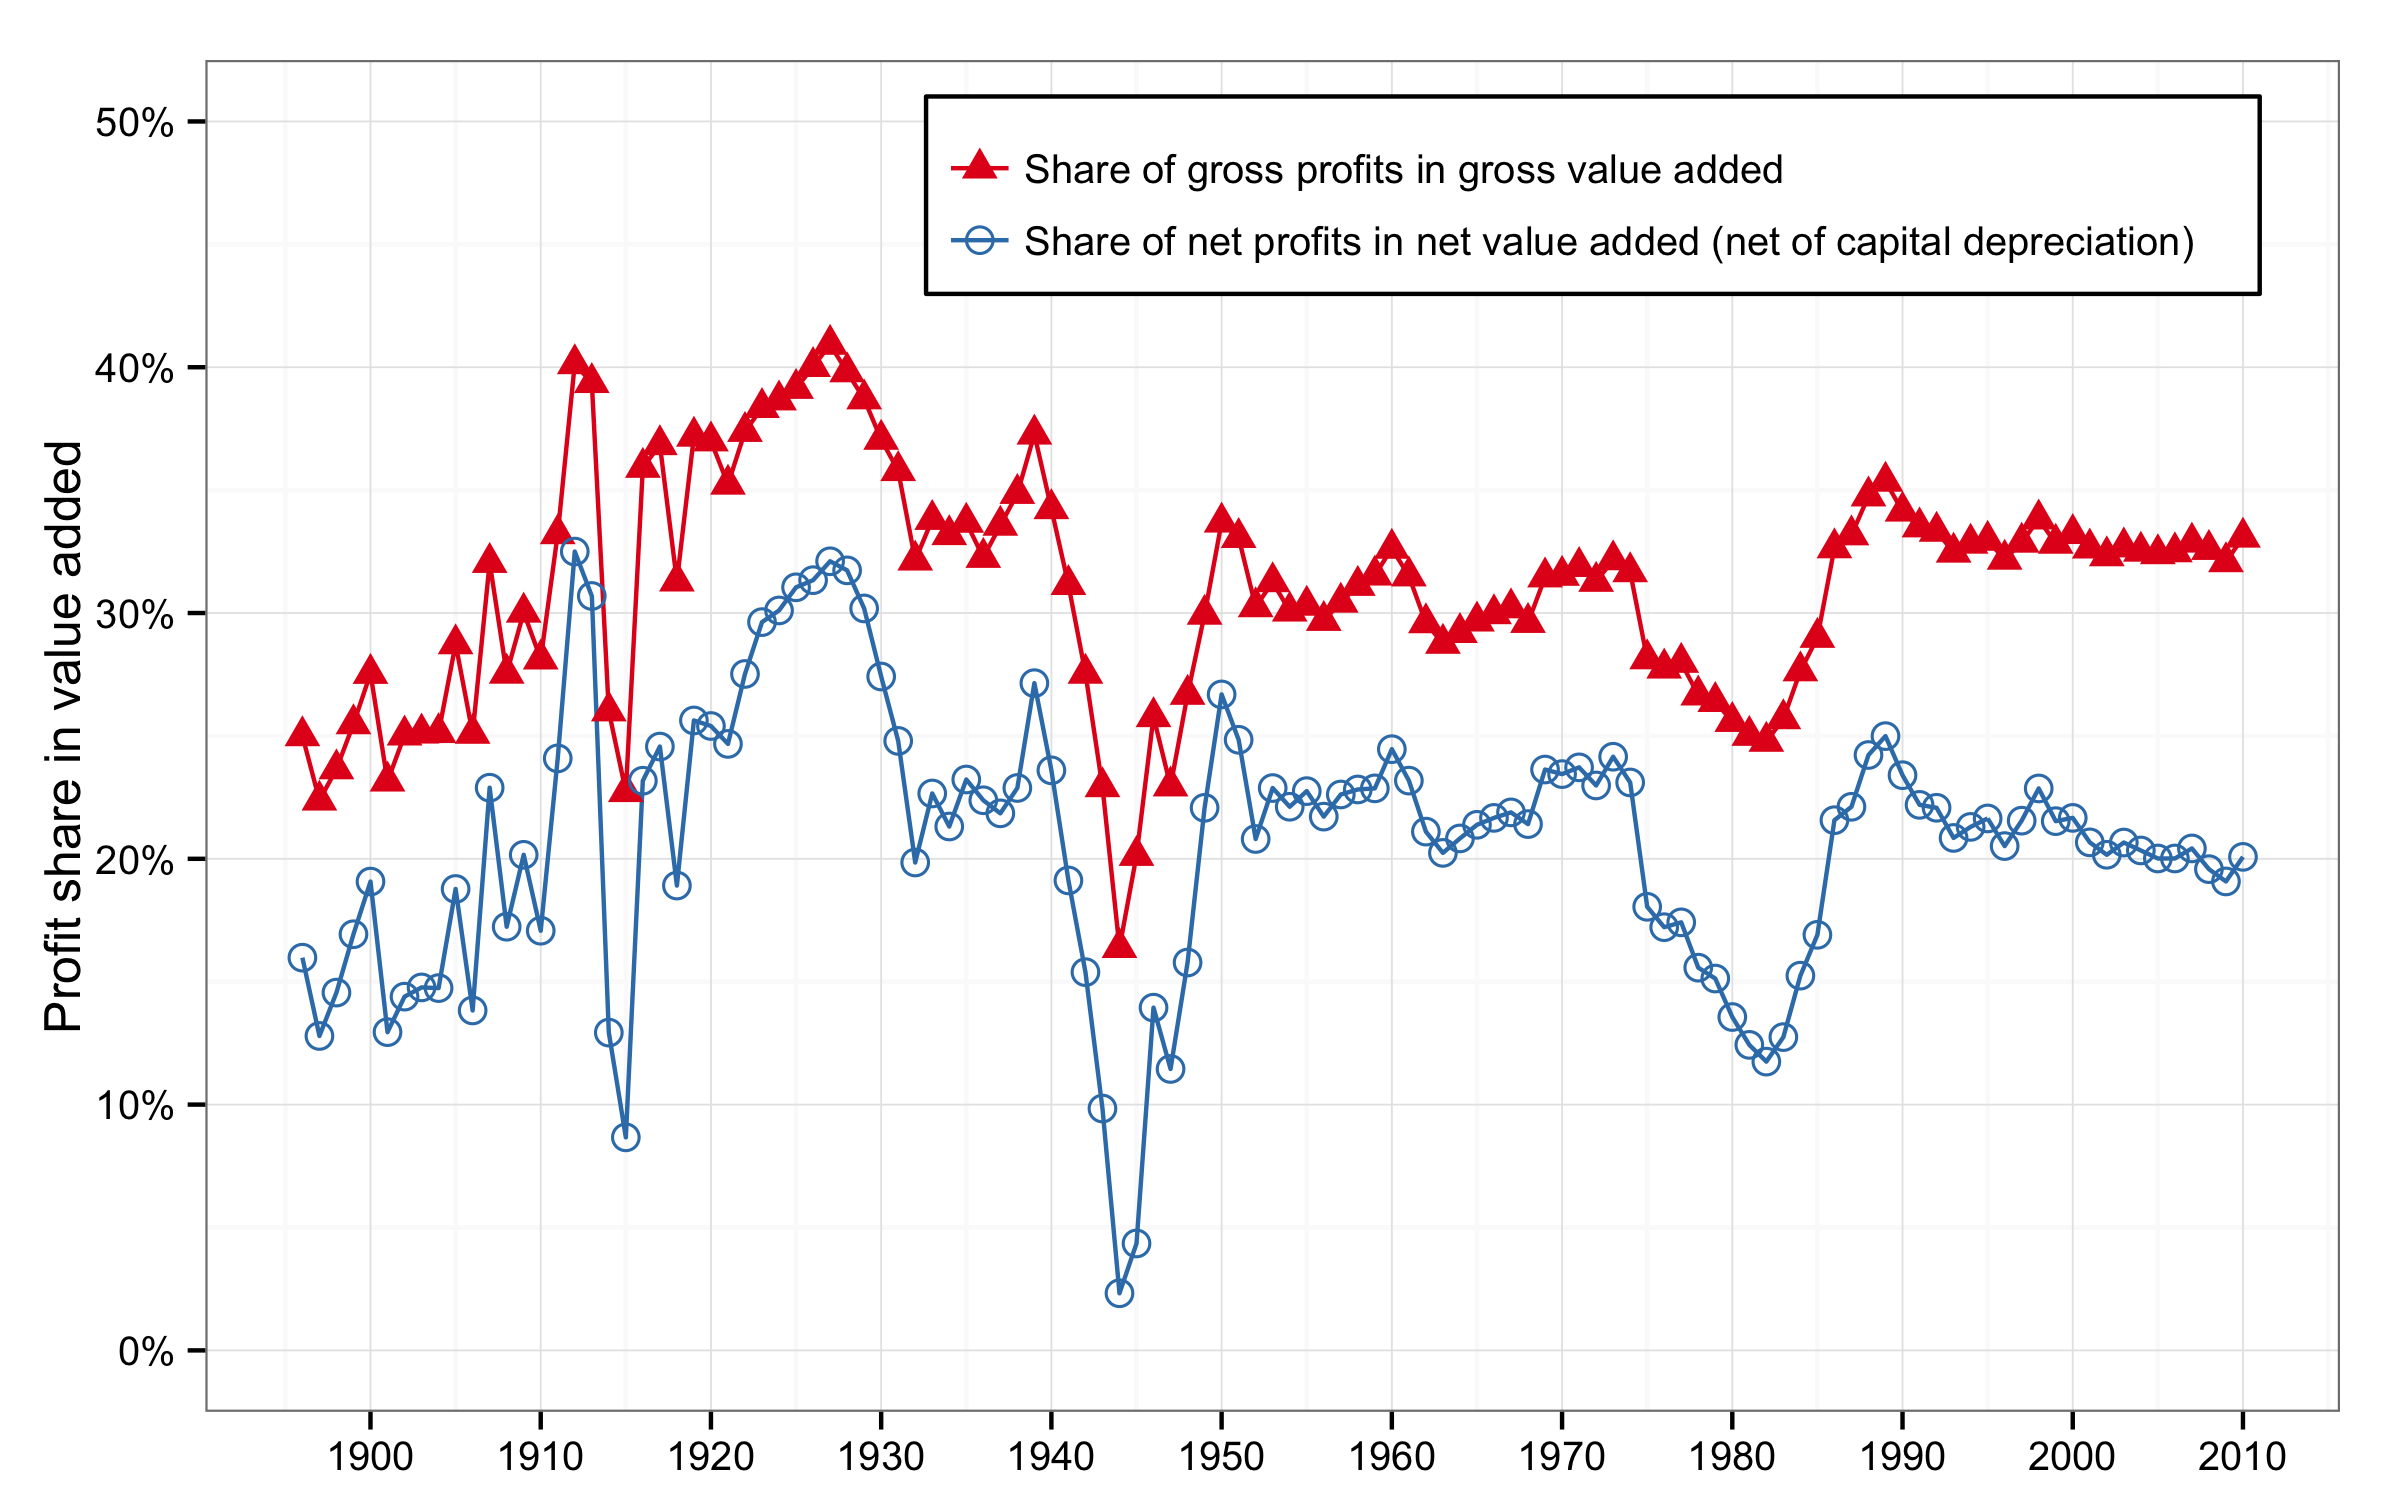 50%
40%
30%
20%
10%
0%
Profit share in value added
Share of gross profits in gross value added
Share of net profits in net value added (net of capital depreciation)
1900 1910 1920 1930 1940 1950 1960 1970 1980 1990 2000 2010